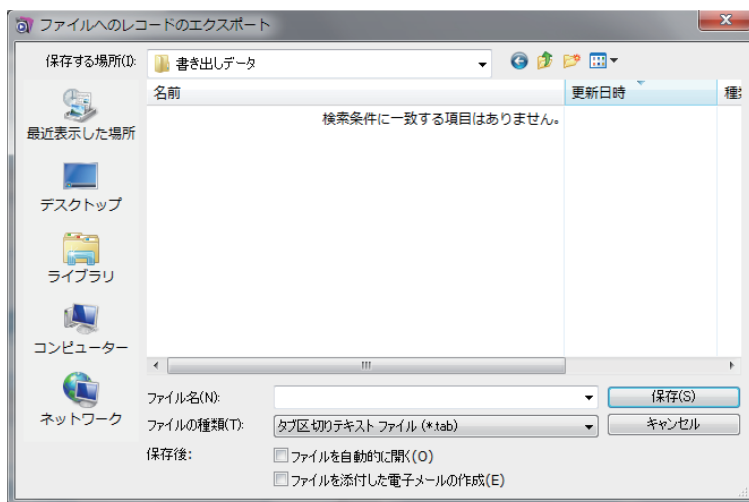 ファイルへのレコードのエクスポート
保存する場所(I):
書き出しデータ
名前
更新日時
検索条件に一致する項目はありません。
最近表示した場所
デスクトップ
ライブラリ
コンピューター
ネットワーク
ファイル名(N):
保存(S)
ファイルの種類(T):
タブ区切りテキスト ファイル (*.tab)
キャンセル
保存後:
ファイルを自動的に開く(O)
ファイルを添付した電子メールの作成(E)